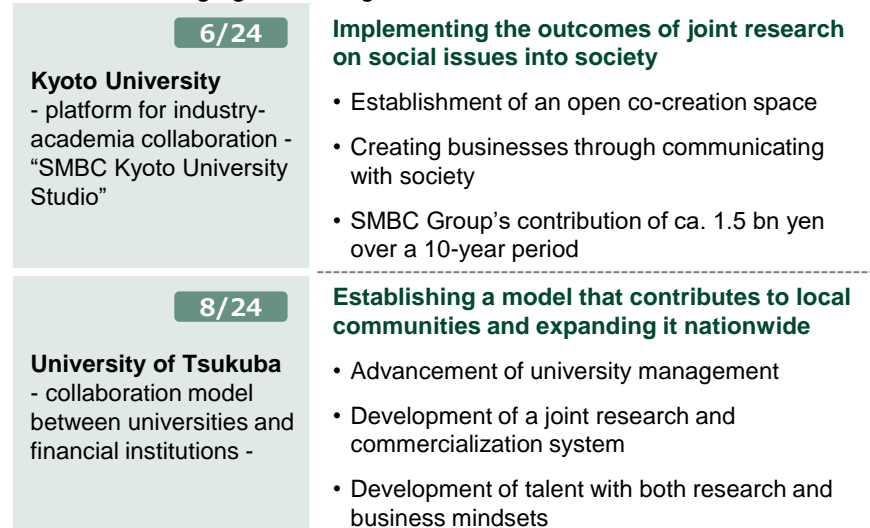 6/24
Kyoto University
- platform for industry-
academia collaboration -
“SMBC Kyoto University
Studio”
Implementing the outcomes of joint research
on social issues into society
• Establishment of an open co-creation space
• Creating businesses through communicating
with society
• SMBC Group’s contribution of ca. 1.5 bn yen
over a 10-year period
8/24
University of Tsukuba
- collaboration model
between universities and
financial institutions -
Establishing a model that contributes to local
communities and expanding it nationwide
• Advancement of university management
• Development of a joint research and
commercialization system
• Development of talent with both research and
business mindsets